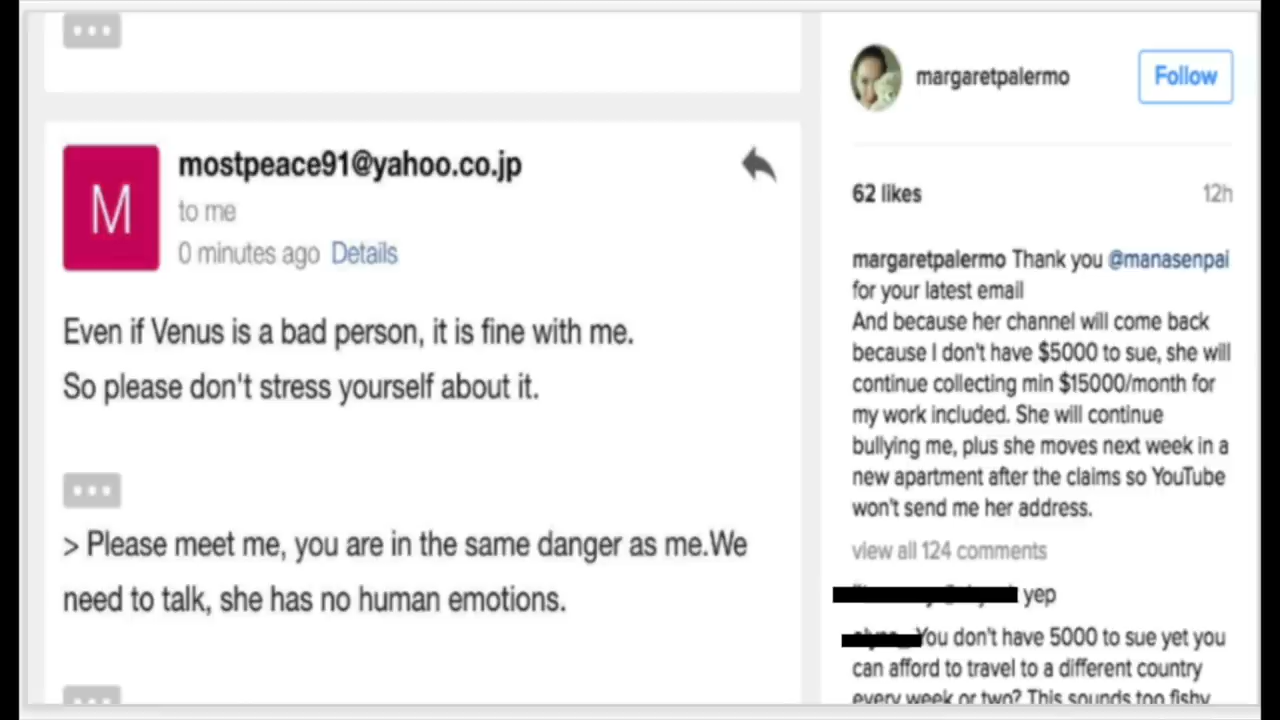 mostpeace91@yahoo.co.jp
to me
0 minutes ago Details
M
Even if Venus is a bad person, it is fine with me.
So please don't stress yourself about it.
> Please meet me, you are in the same danger as me.We
need to talk, she has no human emotions.
margaretpalermo
Follow
62 likes 12h
margaretpalermo Thank you @manasenpai
for your latest email
And because her channel will come back
because I don't have $5000 to sue, she will
continue collecting min $15000/month for
my work included. She will continue
bullying me, plus she moves next week in a
new apartment after the claims so YouTube
won't send me her address.
view all 124 comments
yep
You don't have 5000 to sue yet you
can afford to travel to a different country
every week or two? This sounds too fishy